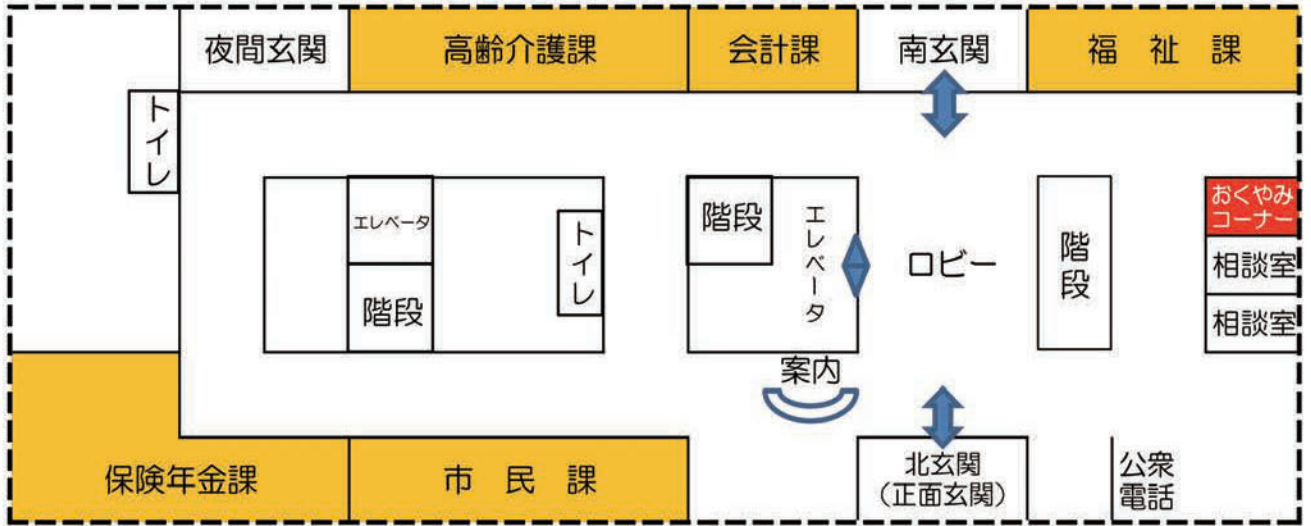 夜間玄関
高齢介護課
会計課
南玄関
福祉課
トイレ
エレベータ
階段
トイレ
階段
エレベータ
ロビー
階段
おくやみ
コーナー
相談室
相談室
案内
保険年金課
市民課
北玄関
（正面玄関）
公衆
電話